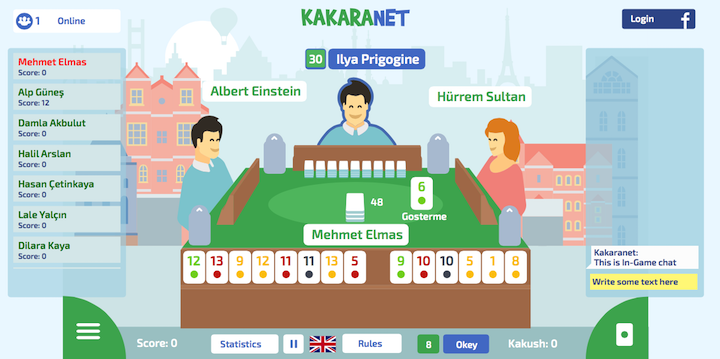 1 Online
KAKARANET
Login f
Mehmet Elmas
Score: 0
Alp Güneş
Score: 12
Damla Akbulut
Score: 0
Halil Arslan
Score: 0
Hasan Çetinkaya
Score: 0
Lale Yalçın
Score: 0
Dilara Kaya
Score: 0
30 Ilya Prigogine
Albert Einstein
Hürrem Sultan
48
6
Gosterme
Mehmet Elmas
12 13 9 12 11 11 13 5 9 10 10 5 1 8
Kakaranet:
This is In-Game chat
Write some text here
Score: 0
Statistics
Rules
8 Okey
Kakush: 0